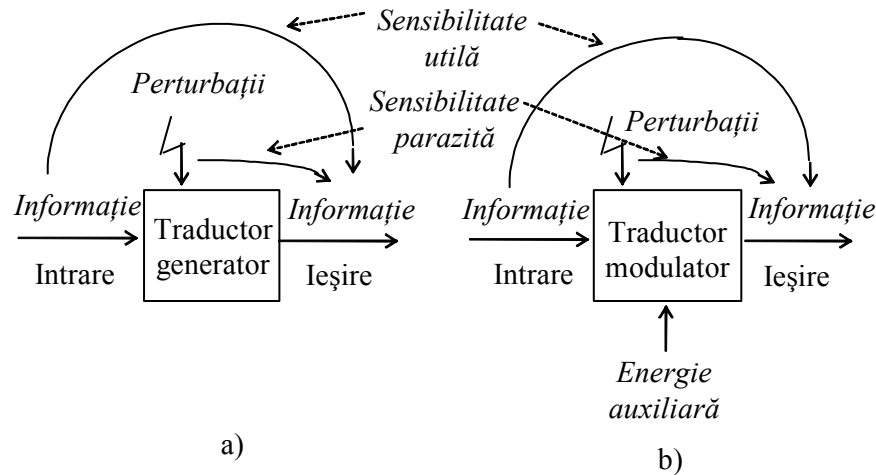 Sensibilitate
utilă
Perturbații
Sensibilitate
parazită
Perturbații
Informație
Informație
Traductor
generator
Intrare
Ieşire
Informație
Informație
Traductor
modulator
Intrare
Ieşire
Energie
auxiliară
a)
b)